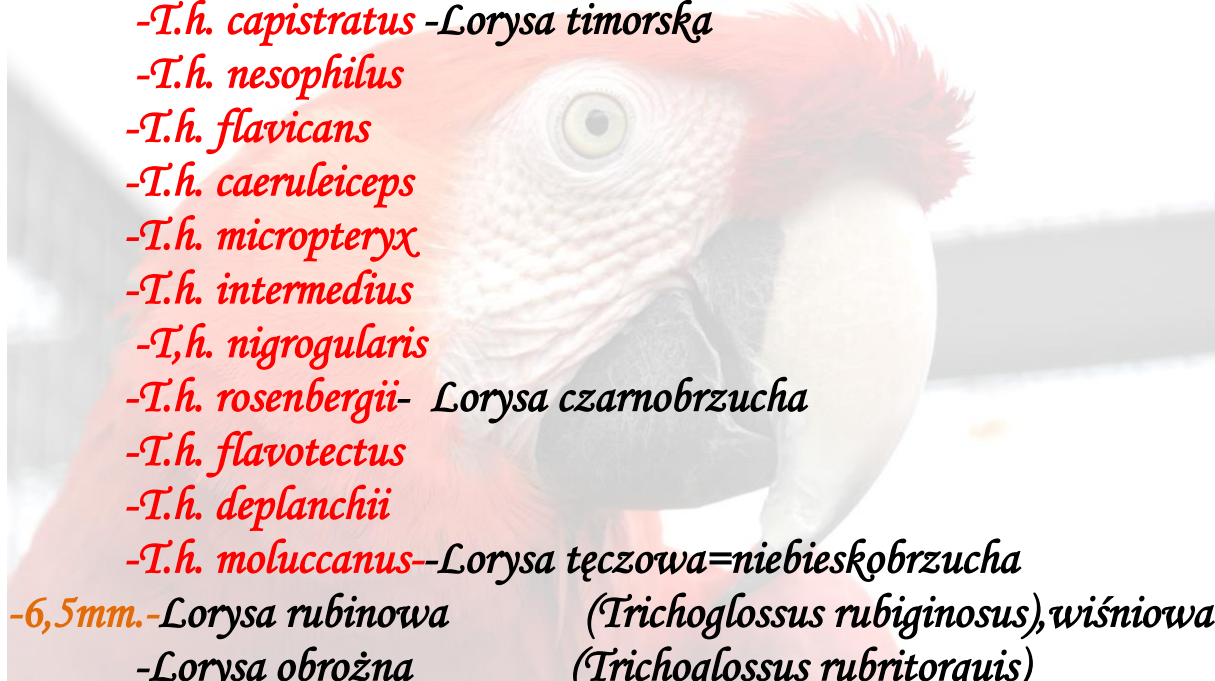 -T.h. capistratus -Lorysa timorska
-T.h. nesophilus
-T.h. flavicans
-T.h. caeruleiceps
-T.h. micropteryx
-T.h. intermedius
-T,h. nigrogularis
-T.h. rosenbergii- Lorysa czarnobrzucha
-T.h. flavotectus
-T.h. deplanchii
-T.h. moluccanus--Lorysa tęczowa=niebieskobrzucha
-6,5mm.-Lorysa rubinowa (Trichoglossus rubiginosus),wiśniowa
-Lorysa obrożna (Trichoglossus rubritorquis)